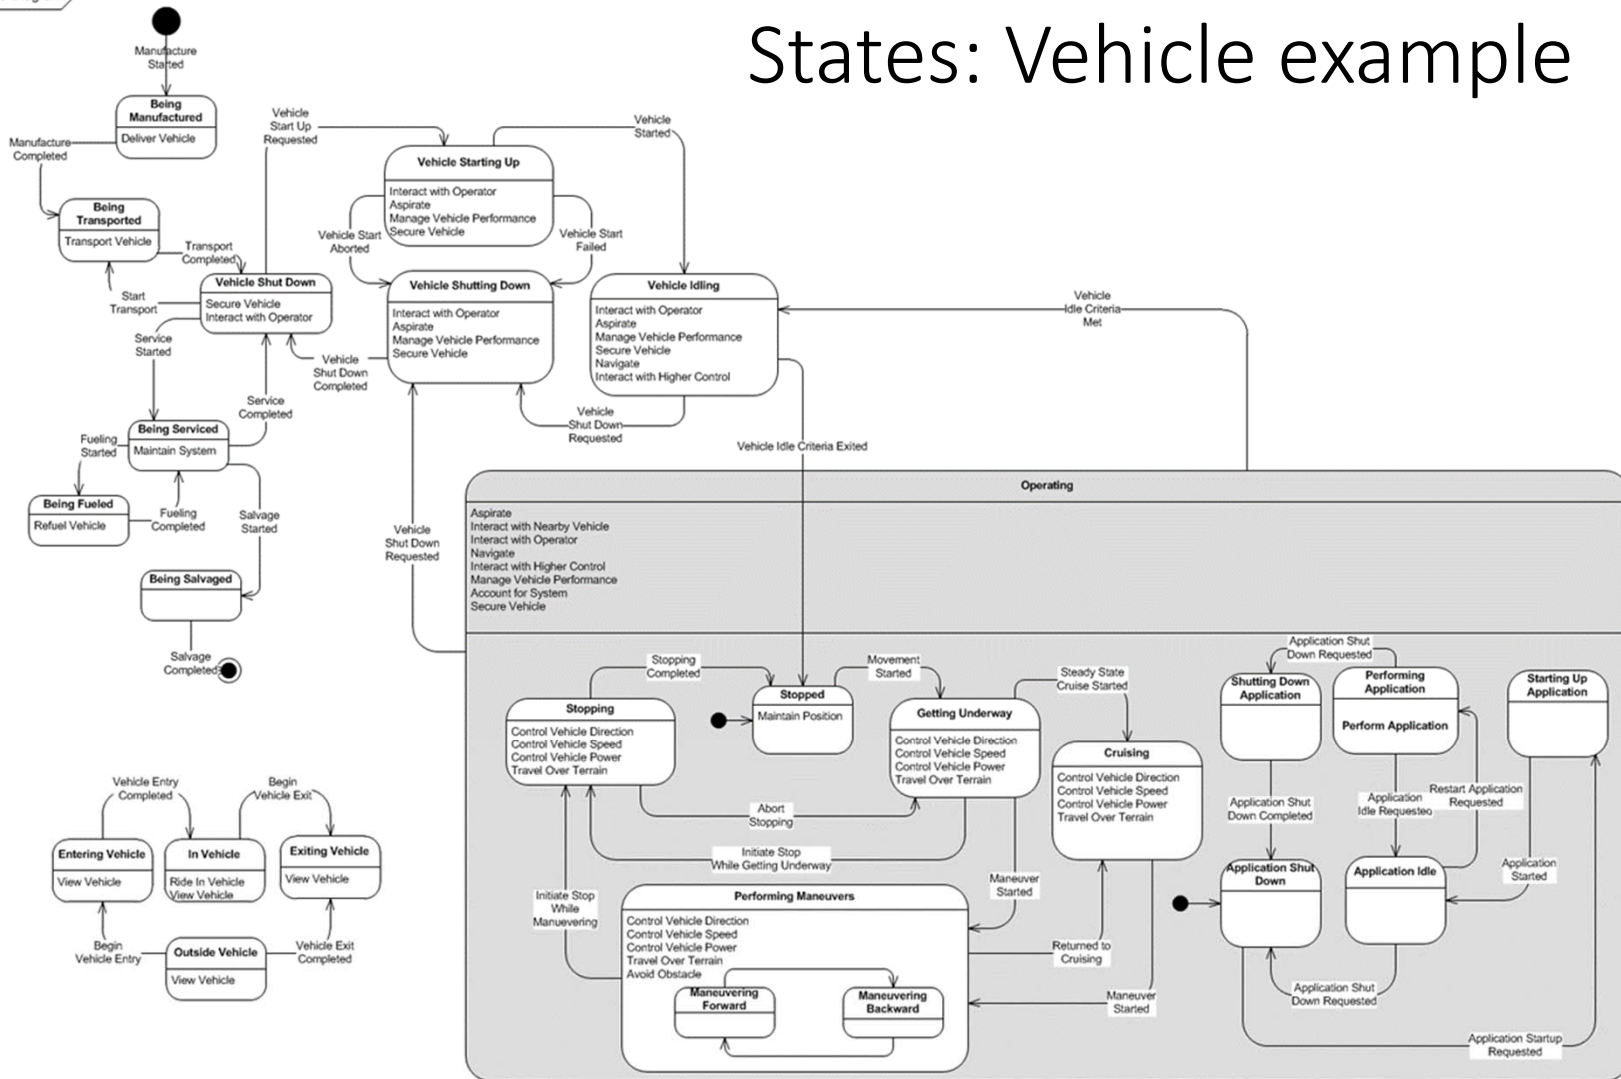 States: Vehicle example
Manufacture
Started
Being
Manufactured
Deliver Vehicle
Manufacture
Completed
Being
Transported
Transport Vehicle
Transport
Completed
Start
Transport
Vehicle Shut Down
Secure Vehicle
Interact with Operator
Service
Started
Service
Completed
Being Serviced
Maintain System
Fueling
Started
Being Fueled
Refuel Vehicle
Fueling
Completed
Salvage
Started
Being Salvaged
Salvage
Completed
Vehicle
Start Up
Requested
Vehicle Starting Up
Interact with Operator
Aspirate
Manage Vehicle Performance
Secure Vehicle
Vehicle
Started
Vehicle Start
Aborted
Vehicle Start
Failed
Vehicle Shutting Down
Interact with Operator
Aspirate
Manage Vehicle Performance
Secure Vehicle
Vehicle
Shut Down
Completed
Vehicle Idling
Interact with Operator
Aspirate
Manage Vehicle Performance
Secure Vehicle
Navigate
Interact with Higher Control
Vehicle
Shut Down
Requested
Vehicle
Idle Criteria
Met
Vehicle Idle Criteria Exited
Vehicle
Shut Down
Requested
Operating
Aspirate
Interact with Nearby Vehicle
Interact with Operator
Navigate
Interact with Higher Control
Manage Vehicle Performance
Account for System
Secure Vehicle
Stopping
Completed
Stopping
Control Vehicle Direction
Control Vehicle Speed
Control Vehicle Power
Travel Over Terrain
Stopped
Maintain Position
Movement
Started
Getting Underway
Control Vehicle Direction
Control Vehicle Speed
Control Vehicle Power
Travel Over Terrain
Steady State
Cruise Started
Cruising
Control Vehicle Direction
Control Vehicle Speed
Control Vehicle Power
Travel Over Terrain
Abort
Stopping
Initiate Stop
While Getting Underway
Initiate Stop
While
Manuevering
Maneuver
Started
Performing Maneuvers
Control Vehicle Direction
Control Vehicle Speed
Control Vehicle Power
Travel Over Terrain
Avoid Obstacle
Maneuvering
Forward
Maneuvering
Backward
Returned to
Cruising
Maneuver
Started
Application Shut
Down Requested
Shutting Down
Application
Performing
Application
Perform Application
Starting Up
Application
Application Shut
Down Completed
Application
Idle Requested
Restart Application
Requested
Application Shut
Down
Application Idle
Application
Started
Application Shut
Down Requested
Application Startup
Requested
Vehicle Entry
Completed
Begin
Vehicle Exit
Entering Vehicle
View Vehicle
In Vehicle
Ride In Vehicle
View Vehicle
Exiting Vehicle
View Vehicle
Begin
Vehicle Entry
Outside Vehicle
View Vehicle
Vehicle Exit
Completed